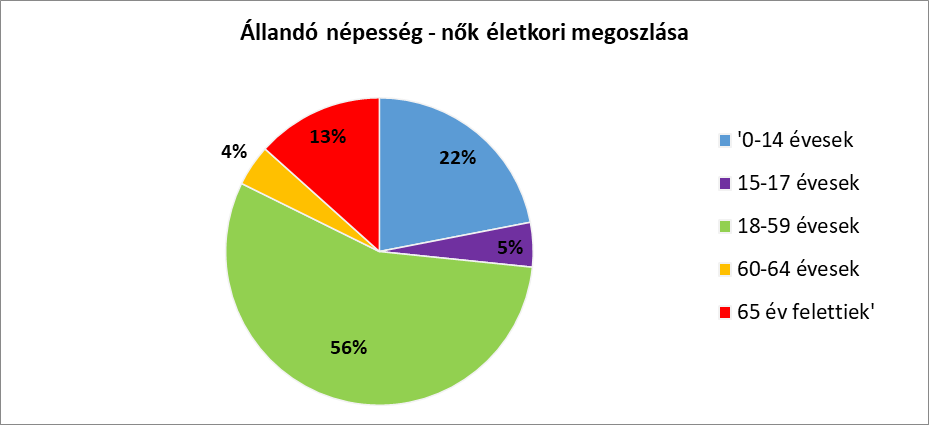 Állandó népesség - nők életkori megoszlása
22%
5%
56%
4%
13%
'0-14 évesek
15-17 évesek
18-59 évesek
60-64 évesek
65 év felettiek'